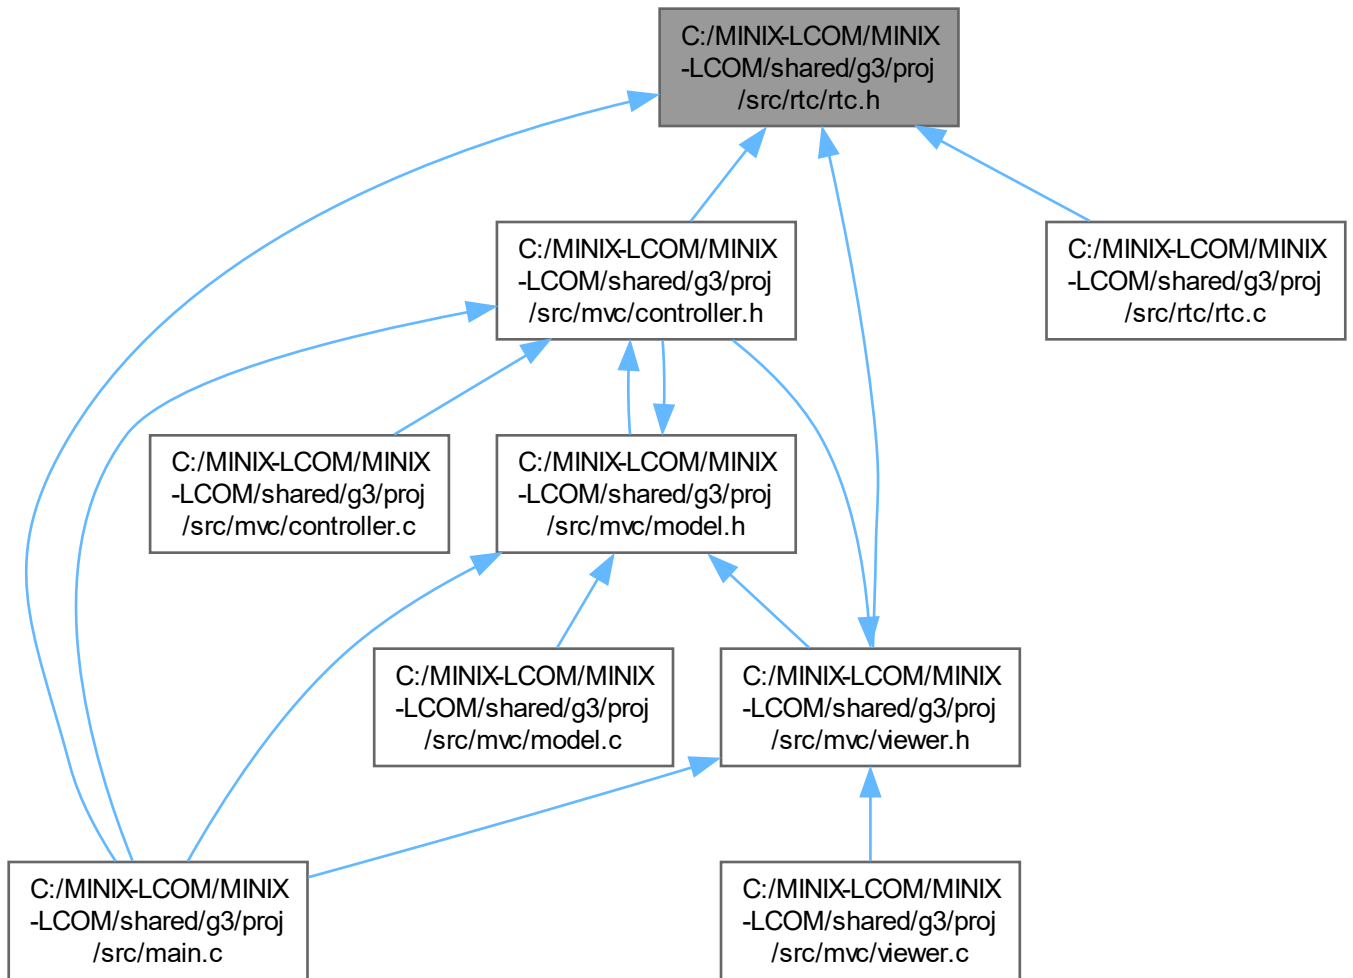 C:/MINIX-LCOM/MINIX
-LCOM/shared/g3/proj
/src/rtc/rtc.h
C:/MINIX-LCOM/MINIX
-LCOM/shared/g3/proj
/src/mvc/controller.h
C:/MINIX-LCOM/MINIX
-LCOM/shared/g3/proj
/src/rtc/rtc.c
C:/MINIX-LCOM/MINIX
-LCOM/shared/g3/proj
/src/mvc/controller.c
C:/MINIX-LCOM/MINIX
-LCOM/shared/g3/proj
/src/mvc/model.h
C:/MINIX-LCOM/MINIX
-LCOM/shared/g3/proj
/src/mvc/model.c
C:/MINIX-LCOM/MINIX
-LCOM/shared/g3/proj
/src/mvc/viewer.h
C:/MINIX-LCOM/MINIX
-LCOM/shared/g3/proj
/src/main.c
C:/MINIX-LCOM/MINIX
-LCOM/shared/g3/proj
/src/mvc/viewer.c